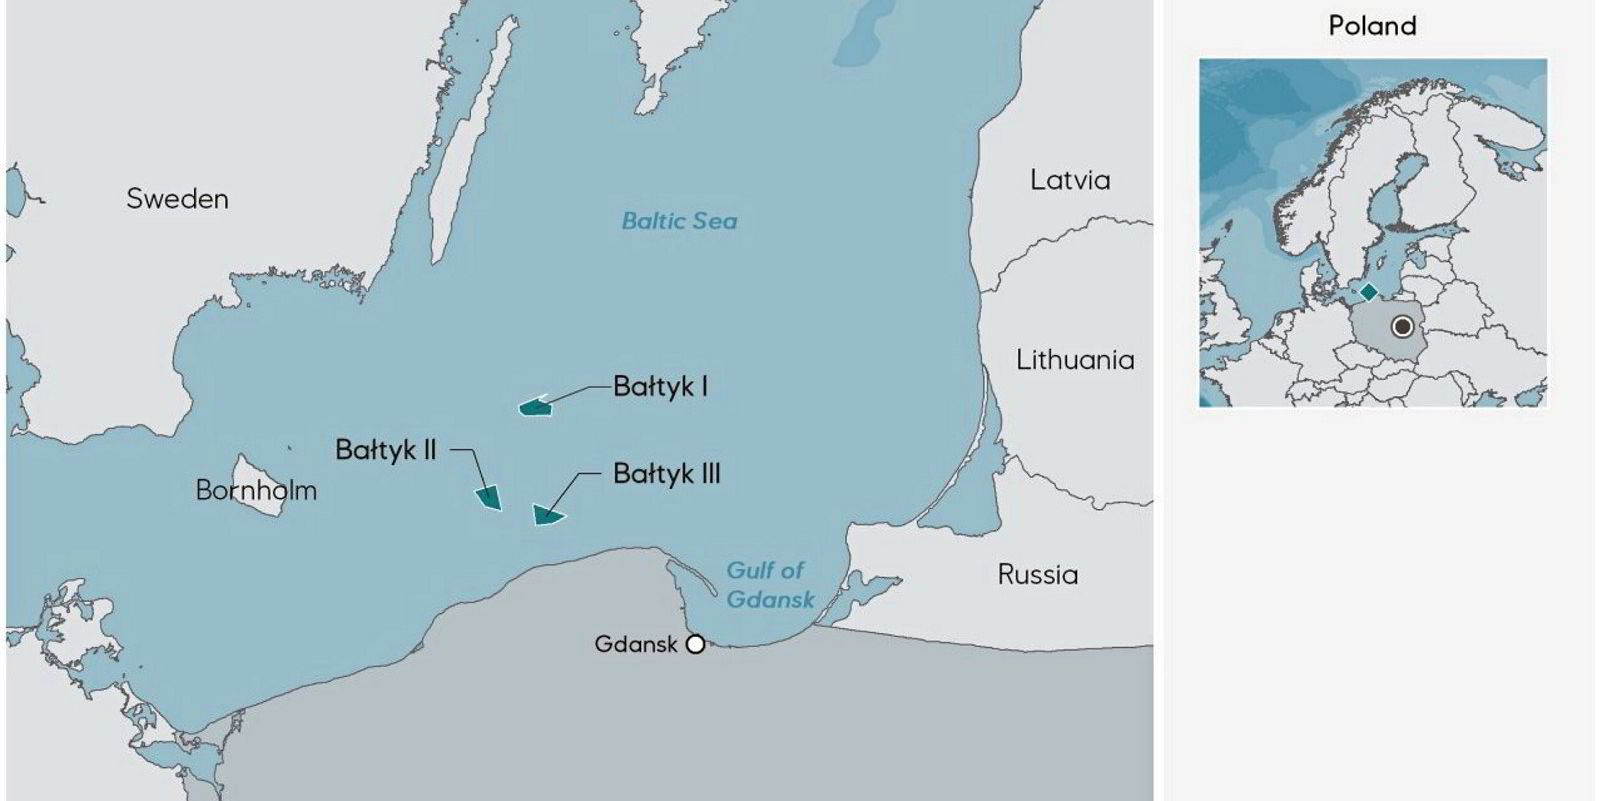 Poland
Sweden
Latvia
Baltic Sea
Lithuania
Bałtyk I
Bałtyk II
Bałtyk III
Bornholm
Gulf of
Gdansk
Russia
Gdansk